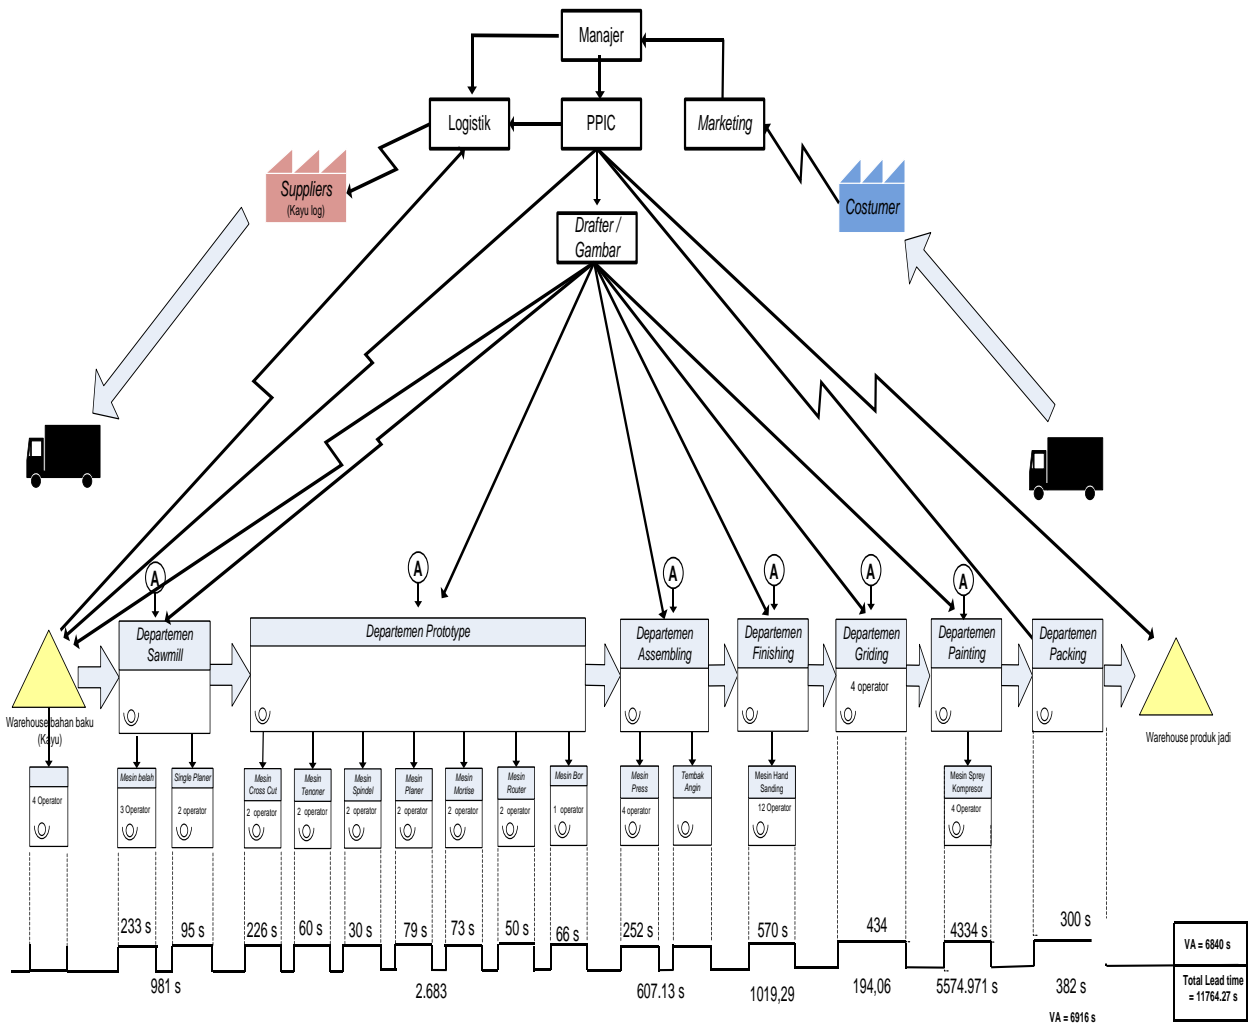 Manajer
Logistik
PPIC
Marketing
Suppliers
(Kayu log)
Costumer
Drafter /
Gambar
A
A
A
A
A
A
Departemen
Sawmill
Departemen Prototype
Departemen
Assembling
Departemen
Finishing
Departemen
Griding
4 operator
Departemen
Painting
Departemen
Packing
Warehouse bahan baku
(Kayu)
Warehouse produk jadi
4 Operator
Mesin belah
3 Operator
Single Planer
2 operator
Mesin
Cross Cut
2 operator
Mesin
Tenoner
2 operator
Mesin
Spindel
2 operator
Mesin
Planer
2 operator
Mesin
Mortise
2 operator
Mesin
Router
2 operator
Mesin Bor
1 operator
Mesin
Press
4 operator
Tembak
Angin
Mesin Hand
Sanding
12 Operator
Mesin Sprey
Kompresor
4 Operator
233 s
95 s
226 s
60 s
30 s
79 s
73 s
50 s
66 s
252 s
570 s
434
4334 s
300 s
981 s
2.683
607.13 s
1019,29
194,06
5574.971 s
382 s
VA = 6916 s
VA = 6840 s
Total Lead time
= 11764.27 s